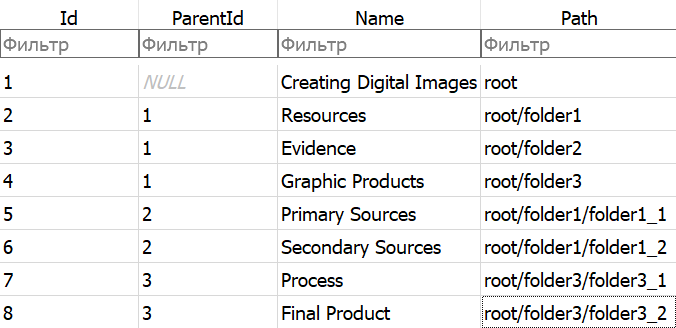 Id ParentId Name Path
Фильтр Фильтр Фильтр Фильтр
1 NULL Creating Digital Images root
2 1 Resources root/folder1
3 1 Evidence root/folder2
4 1 Graphic Products root/folder3
5 2 Primary Sources root/folder1/folder1_1
6 2 Secondary Sources root/folder1/folder1_2
7 3 Process root/folder3/folder3_1
8 3 Final Product root/folder3/folder3_2